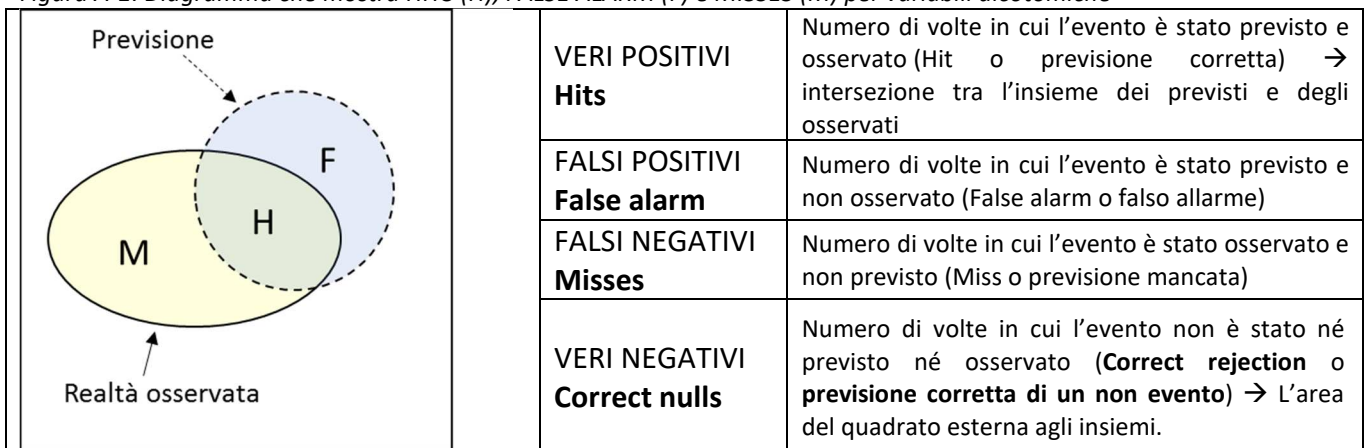 Previsione
F
H
M
Realtà osservata
VERI POSITIVI
Hits
Numero di volte in cui l’evento è stato previsto e
osservato (Hit o previsione corretta) →
intersezione tra l’insieme dei previsti e degli
osservati
FALSI POSITIVI
False alarm
Numero di volte in cui l’evento è stato previsto e
non osservato (False alarm o falso allarme)
FALSI NEGATIVI
Misses
Numero di volte in cui l’evento è stato osservato e
non previsto (Miss o previsione mancata)
VERI NEGATIVI
Correct nulls
Numero di volte in cui l’evento non è stato né
previsto né osservato (Correct rejection o
previsione corretta di un non evento) → L’area
del quadrato esterna agli insiemi.